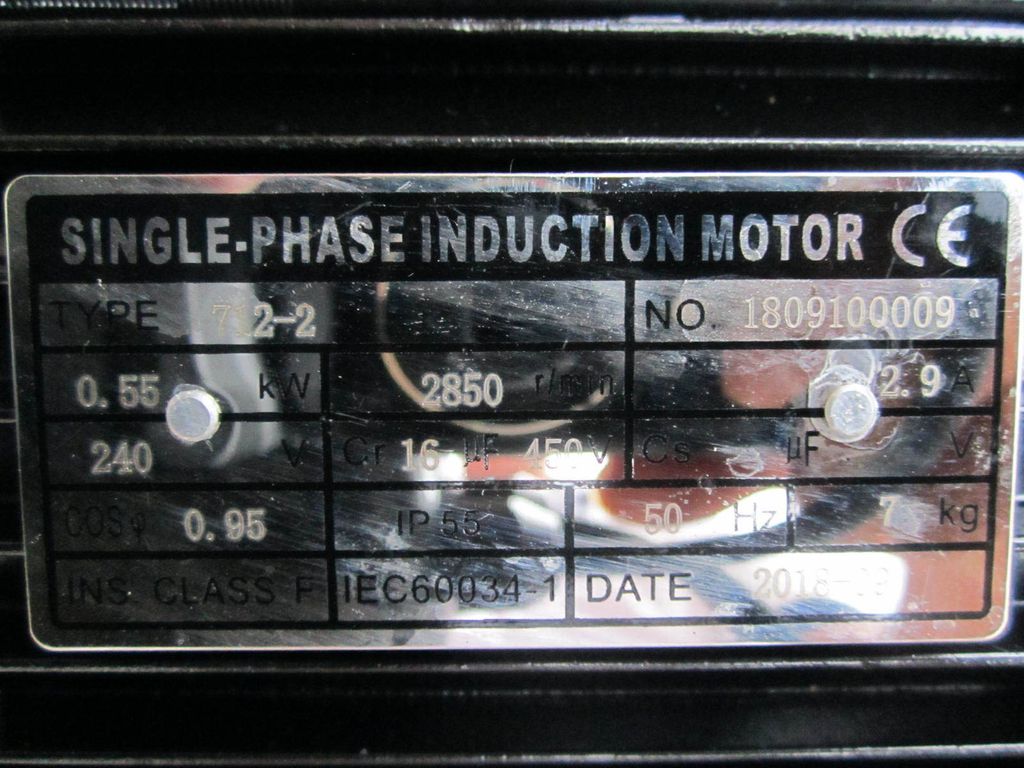 SINGLE-PHASE INDUCTION MOTOR CE
TYPE 712-2 NO. 1809100009
0.55 kW 2850 r/min 2.9 A
240 V Cr 16 μF 450 V Cs μF V
COSφ 0.95 IP 55 50 Hz 7 kg
INS. CLASS F IEC60034-1 DATE 2018-09